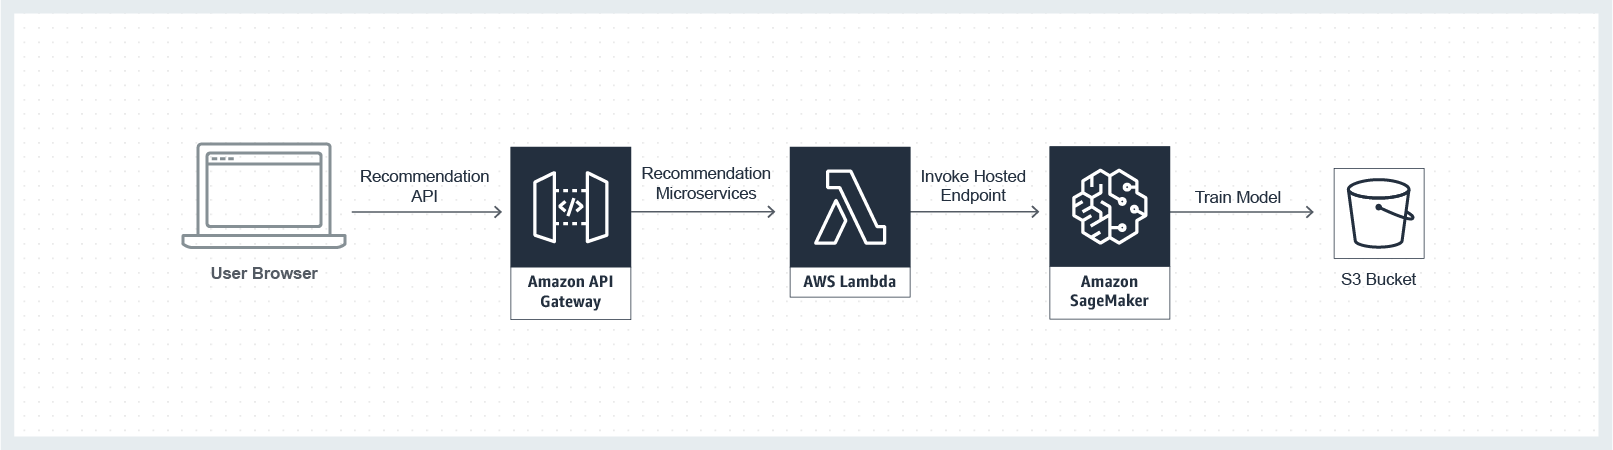 Recommendation
API
Recommendation
Microservices
Invoke Hosted
Endpoint
Train Model
User Browser
Amazon API
Gateway
AWS Lambda
Amazon
SageMaker
S3 Bucket